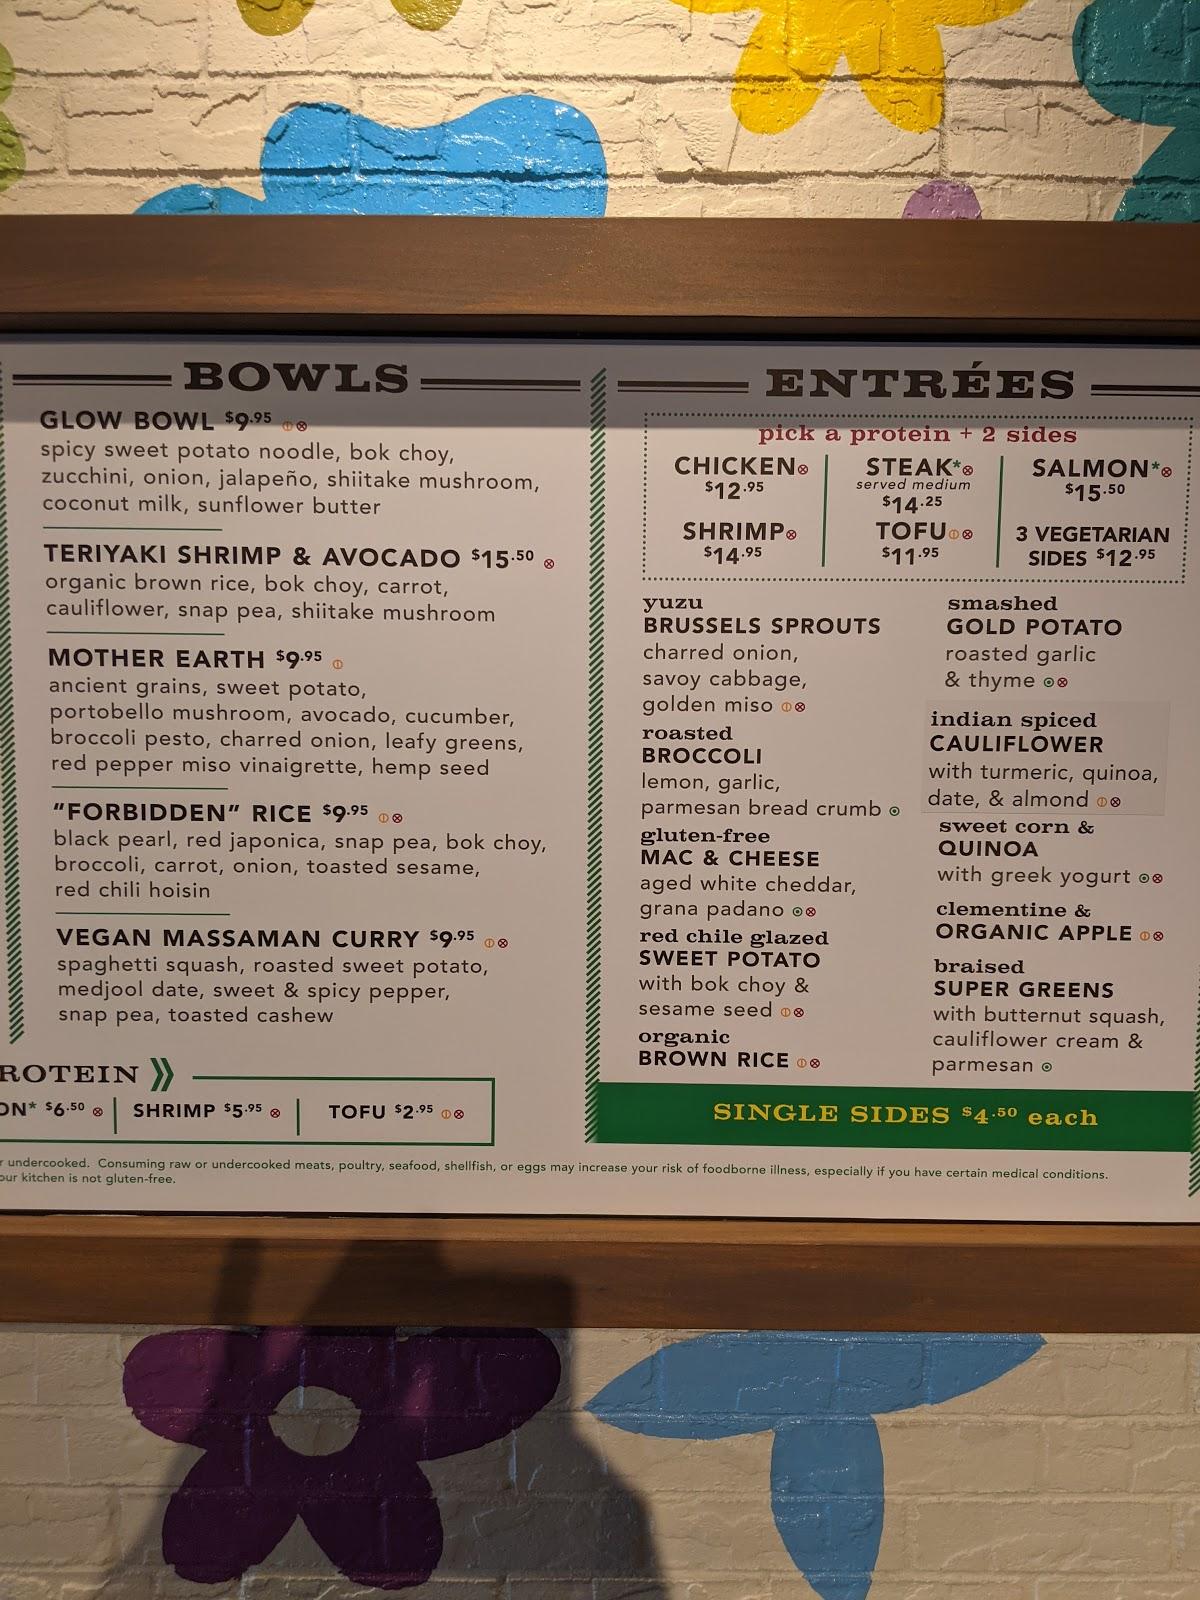 BOWLS
GLOW BOWL $9.95 ⦶⊗
spicy sweet potato noodle, bok choy,
zucchini, onion, jalapeño, shiitake mushroom,
coconut milk, sunflower butter
TERIYAKI SHRIMP & AVOCADO $15.50 ⊗
organic brown rice, bok choy, carrot,
cauliflower, snap pea, shiitake mushroom
MOTHER EARTH $9.95 ⦶
ancient grains, sweet potato,
portobello mushroom, avocado, cucumber,
broccoli pesto, charred onion, leafy greens,
red pepper miso vinaigrette, hemp seed
"FORBIDDEN" RICE $9.95 ⦶⊗
black pearl, red japonica, snap pea, bok choy,
broccoli, carrot, onion, toasted sesame,
red chili hoisin
VEGAN MASSAMAN CURRY $9.95 ⦶⊗
spaghetti squash, roasted sweet potato,
medjool date, sweet & spicy pepper,
snap pea, toasted cashew
ROTEIN »
ON* $6.50 ⊗ SHRIMP $5.95 ⊗ TOFU $2.95 ⦶⊗
ENTRÉES
pick a protein + 2 sides
CHICKEN⊗
$12.95
STEAK*⊗
served medium
$14.25
SALMON*⊗
$15.50
SHRIMP⊗
$14.95
TOFU⦶⊗
$11.95
3 VEGETARIAN
SIDES $12.95
yuzu
BRUSSELS SPROUTS
charred onion,
savoy cabbage,
golden miso ⦶⊗
roasted
BROCCOLI
lemon, garlic,
parmesan bread crumb ⊙
gluten-free
MAC & CHEESE
aged white cheddar,
grana padano ⊙⊗
red chile glazed
SWEET POTATO
with bok choy &
sesame seed ⦶⊗
organic
BROWN RICE ⦶⊗
smashed
GOLD POTATO
roasted garlic
& thyme ⊙⊗
indian spiced
CAULIFLOWER
with turmeric, quinoa,
date, & almond ⦶⊗
sweet corn &
QUINOA
with greek yogurt ⊙⊗
clementine &
ORGANIC APPLE ⦶⊗
braised
SUPER GREENS
with butternut squash,
cauliflower cream &
parmesan ⊙
SINGLE SIDES $4.50 each
r undercooked. Consuming raw or undercooked meats, poultry, seafood, shellfish, or eggs may increase your risk of foodborne illness, especially if you have certain medical conditions.
our kitchen is not gluten-free.